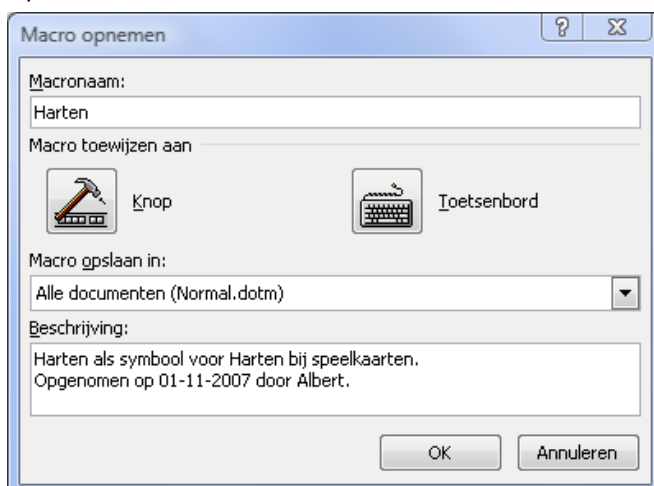 Macro opnemen
Macronaam:
Harten
Macro toewijzen aan
Knop
Toetsenbord
Macro opslaan in:
Alle documenten (Normal.dotm)
Beschrijving:
Harten als symbool voor Harten bij speelkaarten.
Opgenomen op 01-11-2007 door Albert.
OK
Annuleren